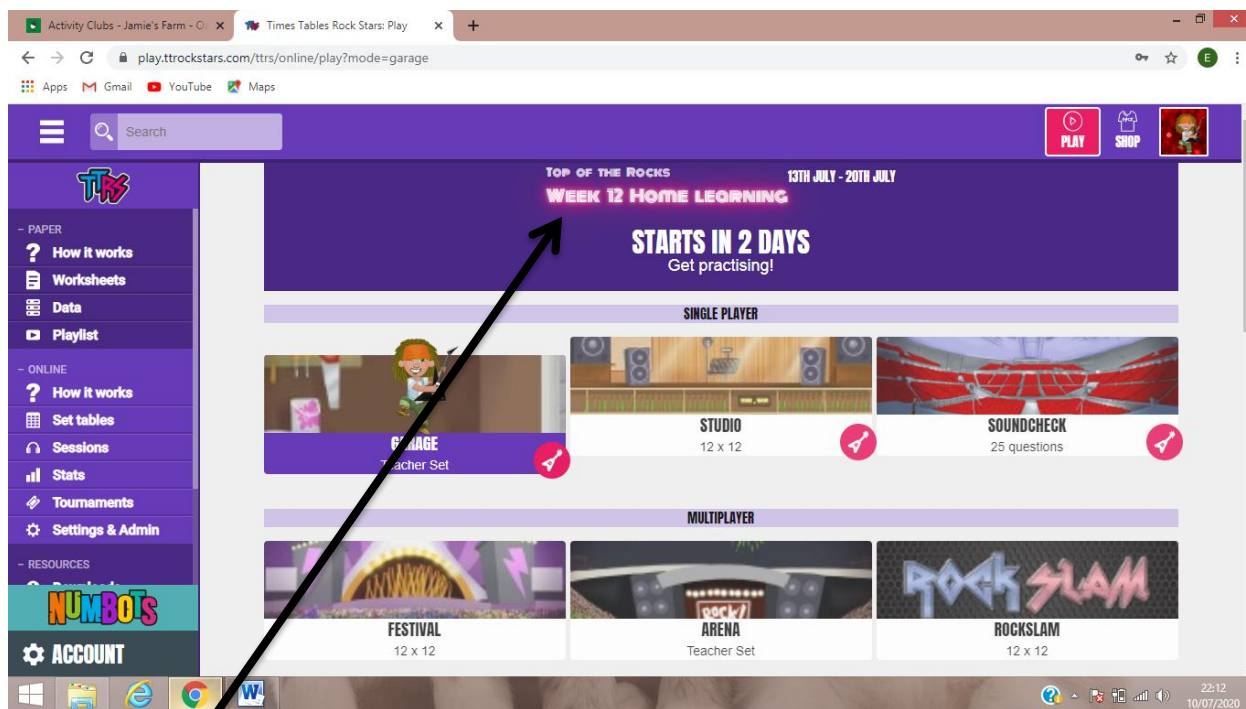 Activity Clubs - Jamie's Farm - O
Times Tables Rock Stars: Play
play.ttrockstars.com/ttrs/online/play?mode=garage
E
Apps Gmail YouTube Maps
Search
PLAY
SHOP
TTRS
TOP OF THE ROCKS
13TH JULY - 20TH JULY
WEEK 12 HOME LEARNING
STARTS IN 2 DAYS
Get practising!
- PAPER
? How it works
Worksheets
Data
Playlist
- ONLINE
? How it works
Set tables
Sessions
Stats
Tournaments
Settings & Admin
- RESOURCES
NUMBOTS
ACCOUNT
SINGLE PLAYER
GARAGE
Teacher Set
STUDIO
12 x 12
SOUNDCHECK
25 questions
MULTIPLAYER
FESTIVAL
12 x 12
ROCK!
ARENA
Teacher Set
ROCK SLAM
ROCKSLAM
12 x 12
22:12
10/07/2020